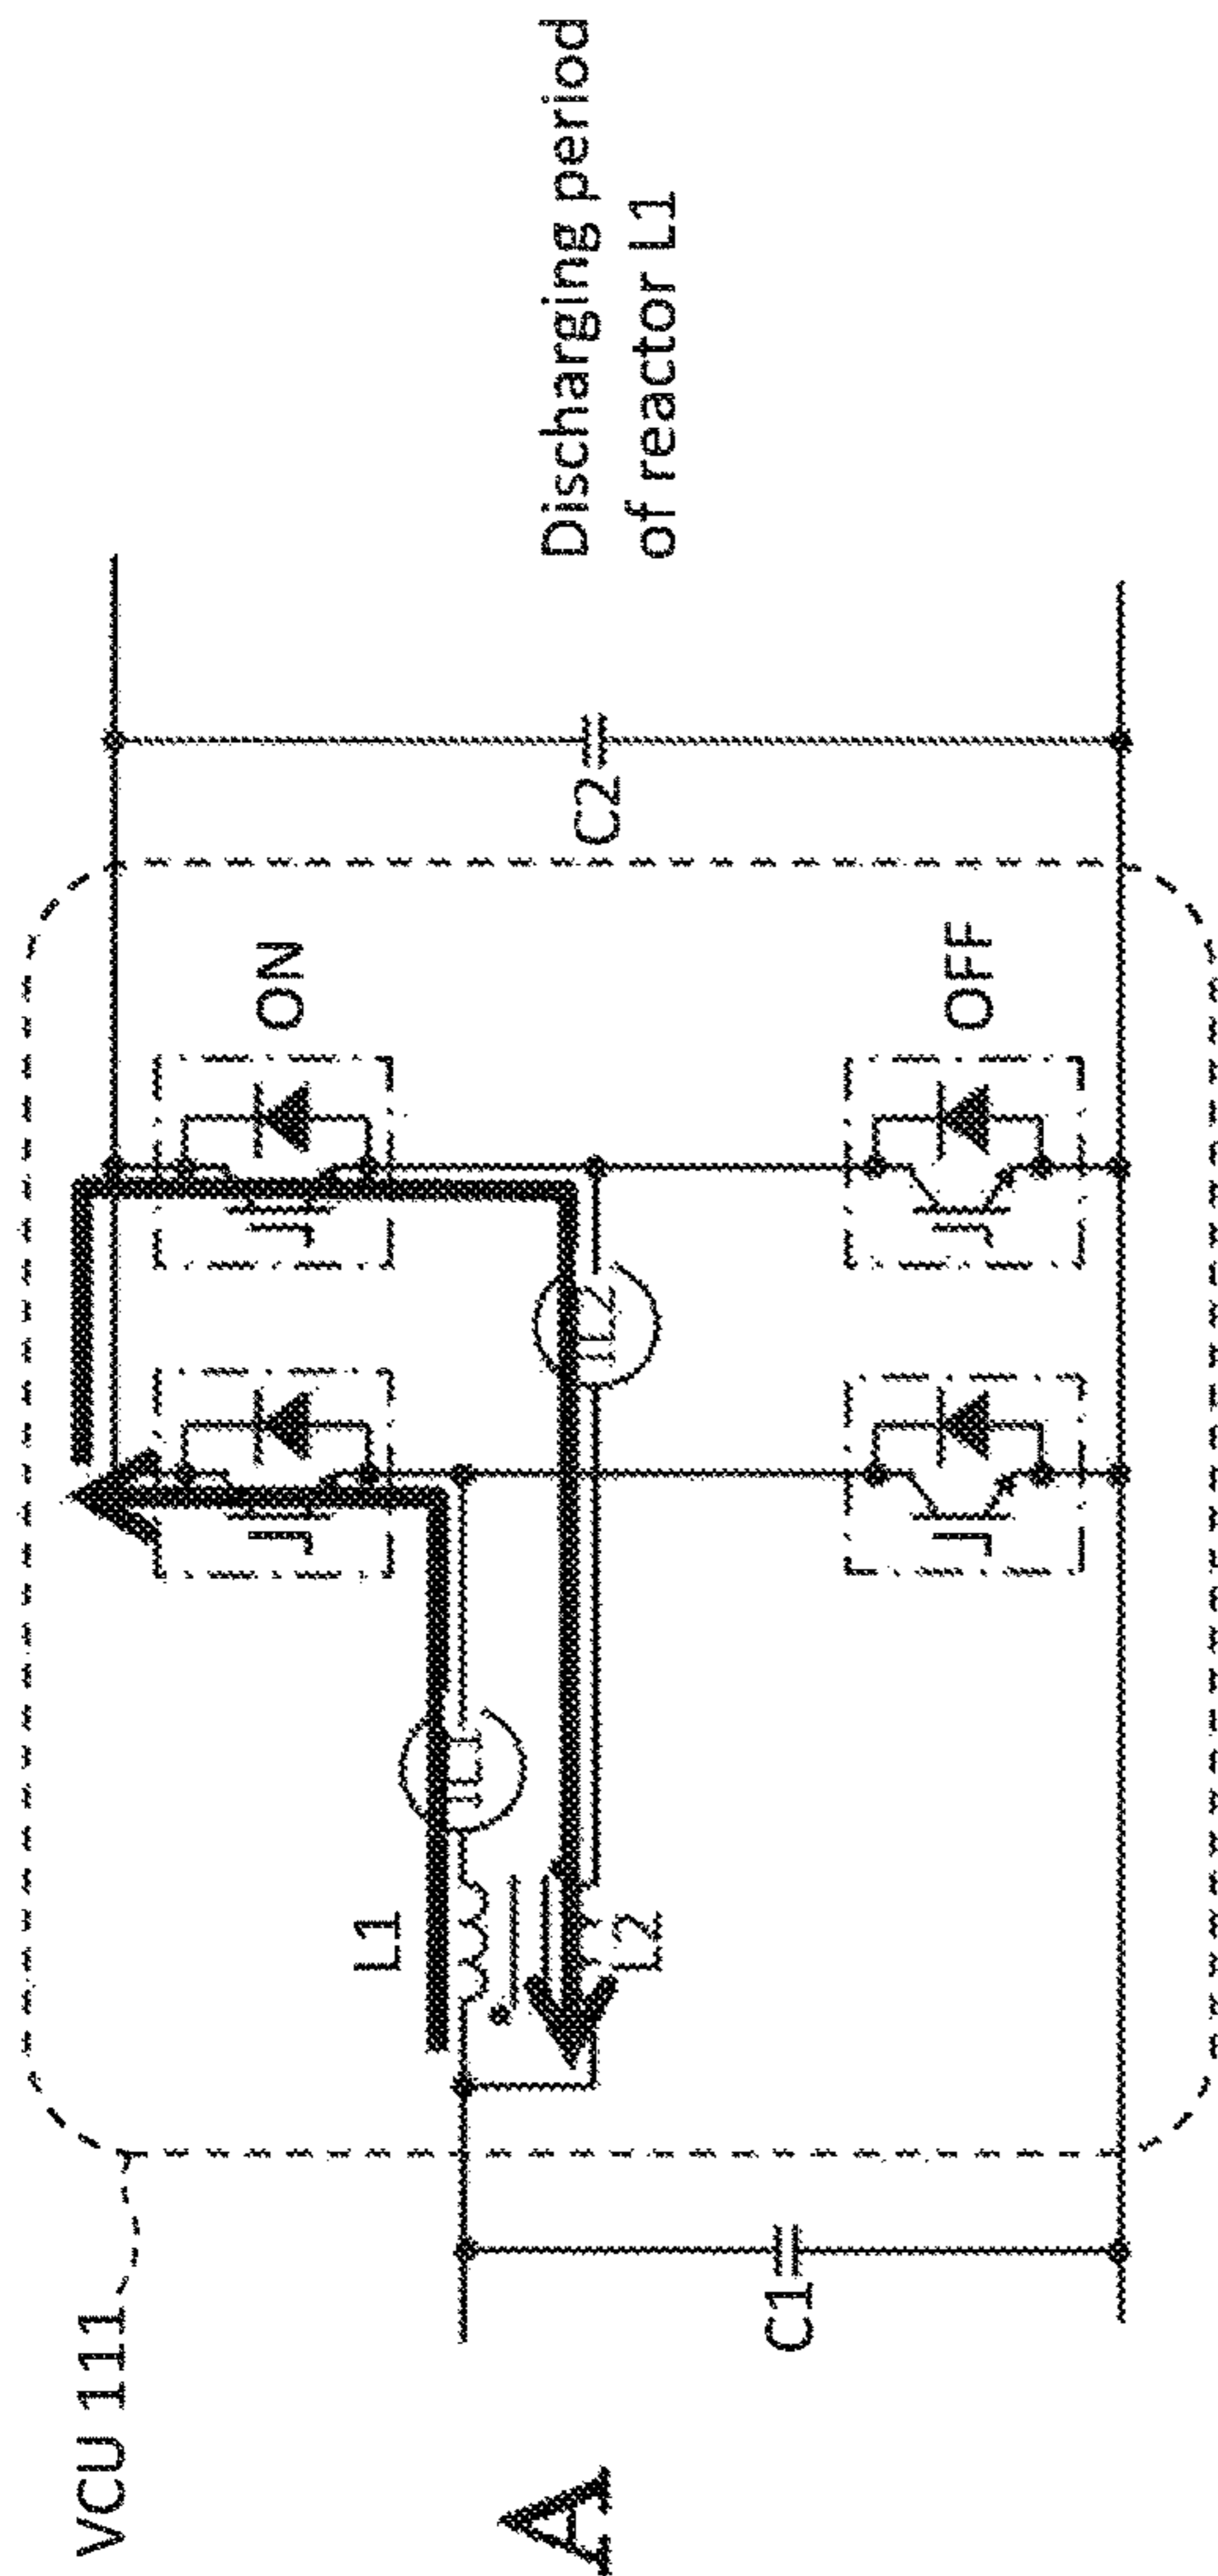 VCU 111
A
L1
L2
IL1
IL2
C1
C2
ON
OFF
Discharging period
of reactor L1